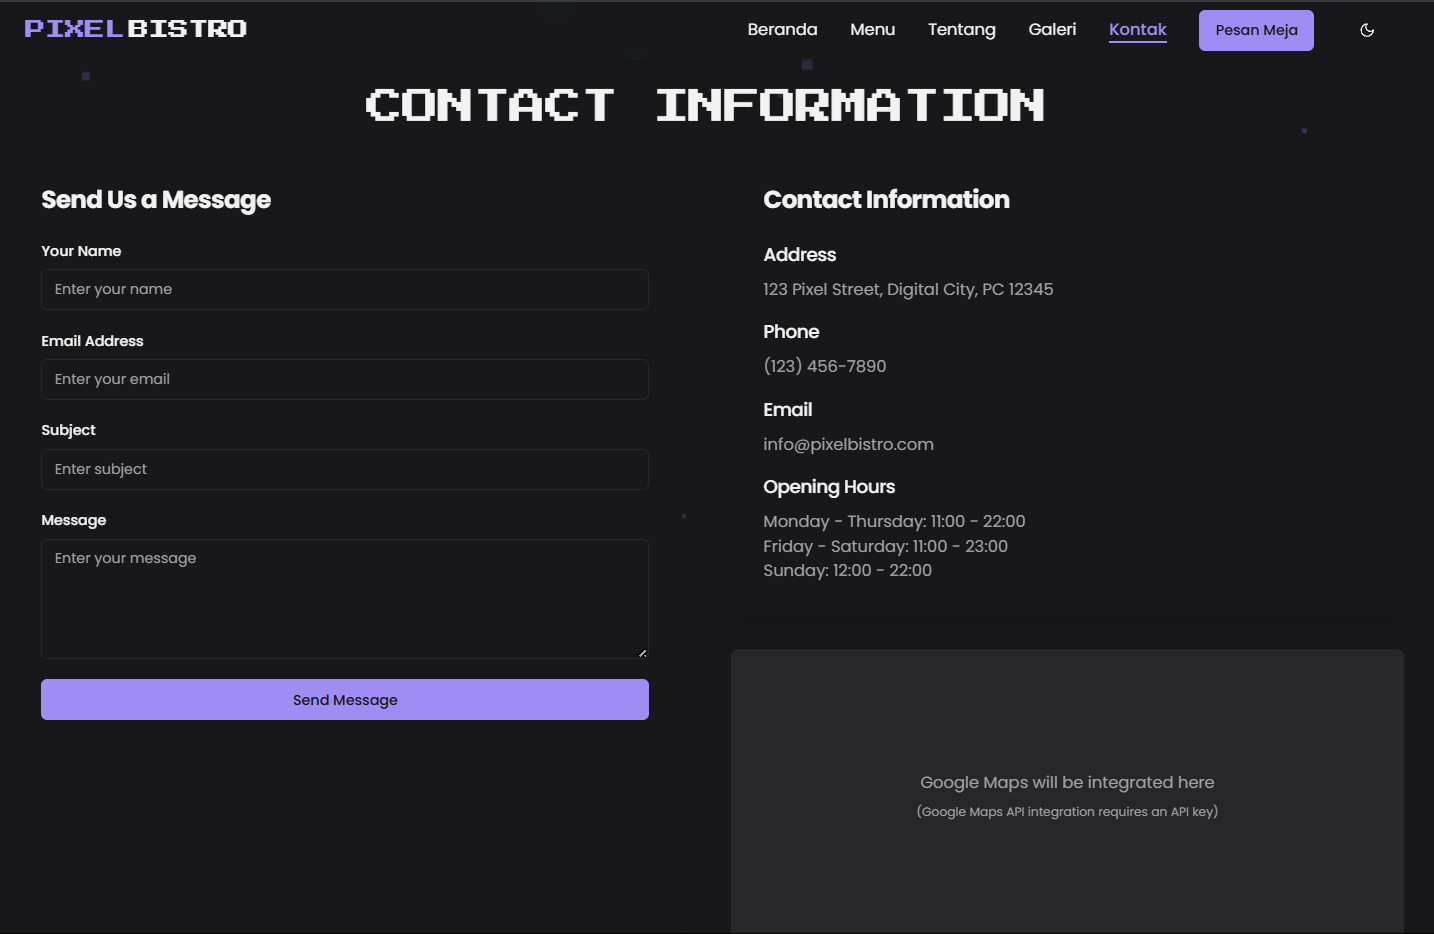 PIXELBISTRO
Beranda
Menu
Tentang
Galeri
Kontak
Pesan Meja
CONTACT INFORMATION
Send Us a Message
Your Name
Enter your name
Email Address
Enter your email
Subject
Enter subject
Message
Enter your message
Send Message
Contact Information
Address
123 Pixel Street, Digital City, PC 12345
Phone
(123) 456-7890
Email
info@pixelbistro.com
Opening Hours
Monday - Thursday: 11:00 - 22:00
Friday - Saturday: 11:00 - 23:00
Sunday: 12:00 - 22:00
Google Maps will be integrated here
(Google Maps API integration requires an API key)